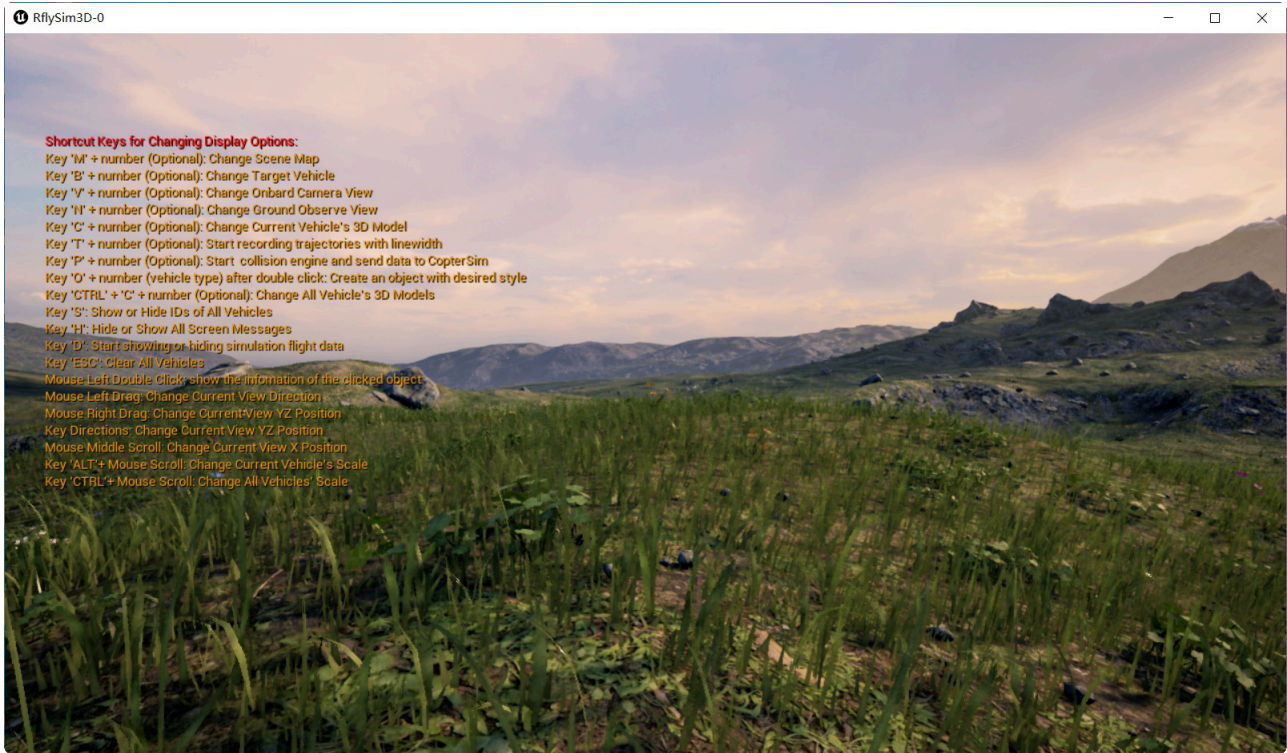 RflySim3D-0
Shortcut Keys for Changing Display Options:
Key 'M' + number (Optional): Change Scene Map
Key 'B' + number (Optional): Change Target Vehicle
Key 'V' + number (Optional): Change Onbard Camera View
Key 'N' + number (Optional): Change Ground Observe View
Key 'C' + number (Optional): Change Current Vehicle's 3D Model
Key 'T' + number (Optional): Start recording trajectories with linewidth
Key 'P' + number (Optional): Start  collision engine and send data to CopterSim
Key 'O' + number (vehicle type) after double click: Create an object with desired style
Key 'CTRL' + 'C' + number (Optional): Change All Vehicle's 3D Models
Key 'S': Show or Hide IDs of All Vehicles
Key 'H': Hide or Show All Screen Messages
Key 'D': Start showing or hiding simulation flight data
Key 'ESC': Clear All Vehicles
Mouse Left Double Click: show the infomation of the clicked object
Mouse Left Drag: Change Current View Direction
Mouse Right Drag: Change Current View YZ Position
Key Directions: Change Current View YZ Position
Mouse Middle Scroll: Change Current View X Position
Key 'ALT'+ Mouse Scroll: Change Current Vehicle's Scale
Key 'CTRL'+ Mouse Scroll: Change All Vehicles' Scale